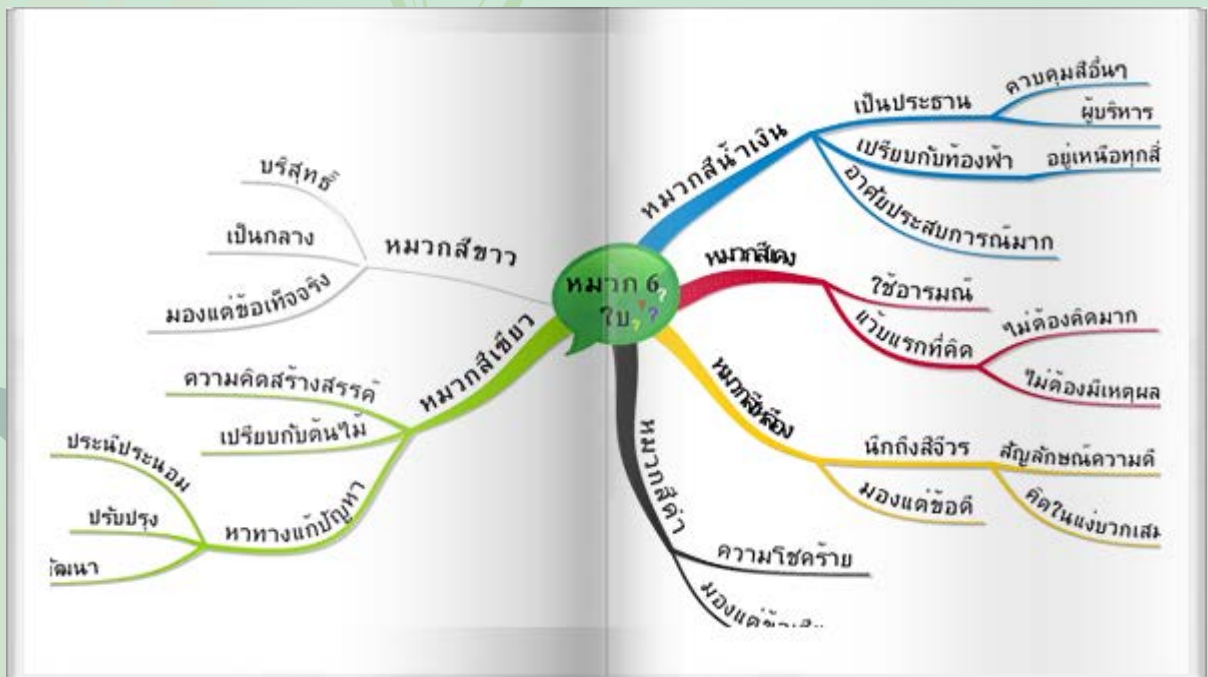 หมวก 6
ใบ
หมวกสีน้ำเงิน
เป็นประธาน
ควบคุมสีอื่นๆ
ผู้บริหาร
เปรียบกับท้องฟ้า
อยู่เหนือทุกสิ
อาศัยประสบการณ์มาก
หมวกสีแดง
ใช้อารมณ์
แว้บแรกที่คิด
ไม่ต้องคิดมาก
ไม่ต้องมีเหตุผล
หมวกสีเหลือง
นึกถึงสีจีวร
สัญลักษณ์ความดี
คิดในแง่บวกเสม
มองแต่ข้อดี
หมวกสีดำ
ความโชคร้าย
มองแต่
หมวกสีขาว
บริสุทธิ์
เป็นกลาง
มองแต่ข้อเท็จจริง
หมวกสีเขียว
ความคิดสร้างสรรค์
เปรียบกับต้นไม้
หาทางแก้ปัญหา
ประนีประนอม
ปรับปรุง
ัฒนา